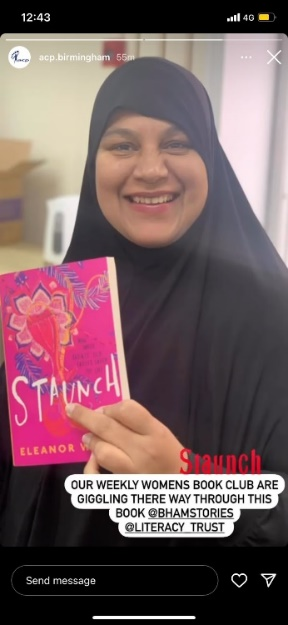 12:43
4G
acp.birmingham 55m
STAUNCH
ELEANOR
Staunch
OUR WEEKLY WOMENS BOOK CLUB ARE
GIGGLING THERE WAY THROUGH THIS
BOOK @BHAMSTORIES
@LITERACY_TRUST
Send message